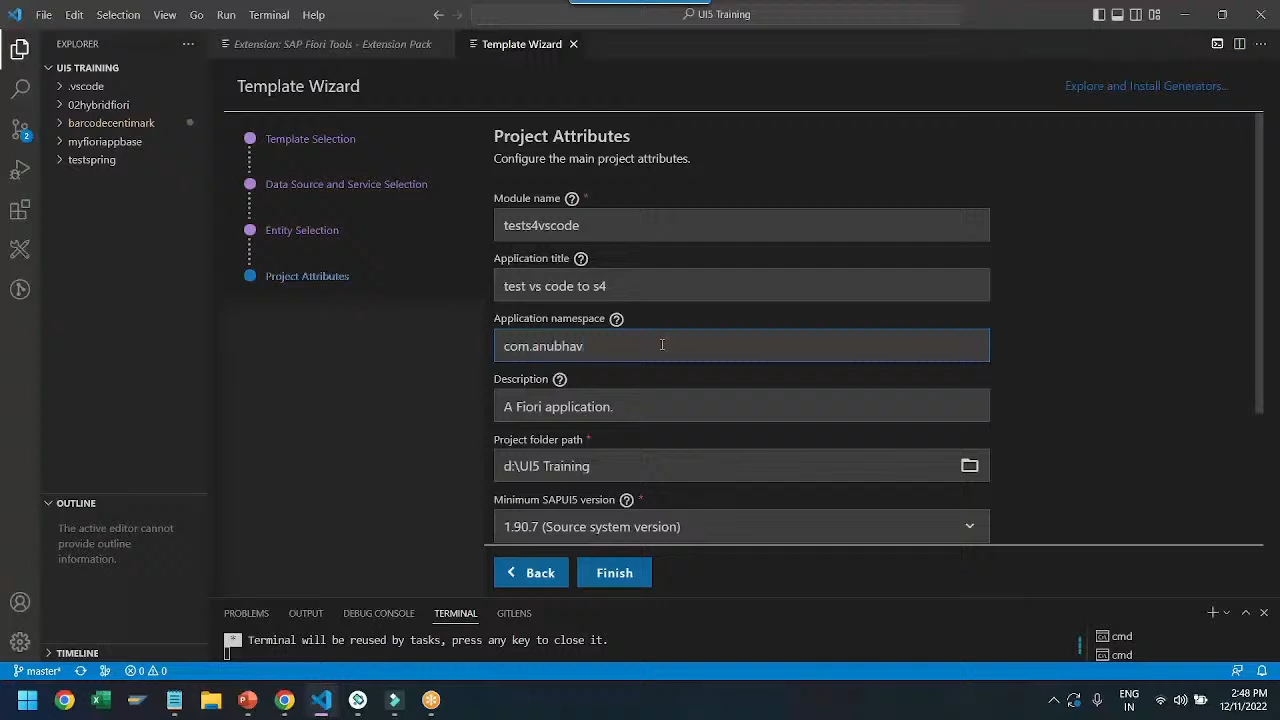 File Edit Selection View Go Run Terminal Help
UI5 Training
EXPLORER
Extension: SAP Fiori Tools - Extension Pack
Template Wizard
UI5 TRAINING
.vscode
02hybridfiori
barcodecentimark
myfioriappbase
testspring
Template Wizard
Explore and Install Generators...
Template Selection
Data Source and Service Selection
Entity Selection
Project Attributes
Project Attributes
Configure the main project attributes.
Module name ? *
tests4vscode
Application title ?
test vs code to s4
Application namespace ?
com.anubhav
Description ?
A Fiori application.
Project folder path *
d:\UI5 Training
Minimum SAPUI5 version ? *
1.90.7 (Source system version)
Back
Finish
OUTLINE
The active editor cannot
provide outline
information.
TIMELINE
PROBLEMS OUTPUT DEBUG CONSOLE TERMINAL GITLENS
* Terminal will be reused by tasks, press any key to close it.
cmd
cmd
master* 0 0
2
ENG
IN
2:48 PM
12/11/2022